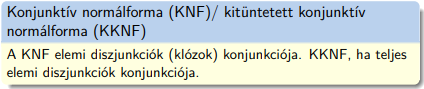 Konjunktív normálforma (KNF)/ kitüntetett konjunktív
normálforma (KKNF)
A KNF elemi diszjunkciók (klózok) konjunkciója. KKNF, ha teljes
elemi diszjunkciók konjunkciója.